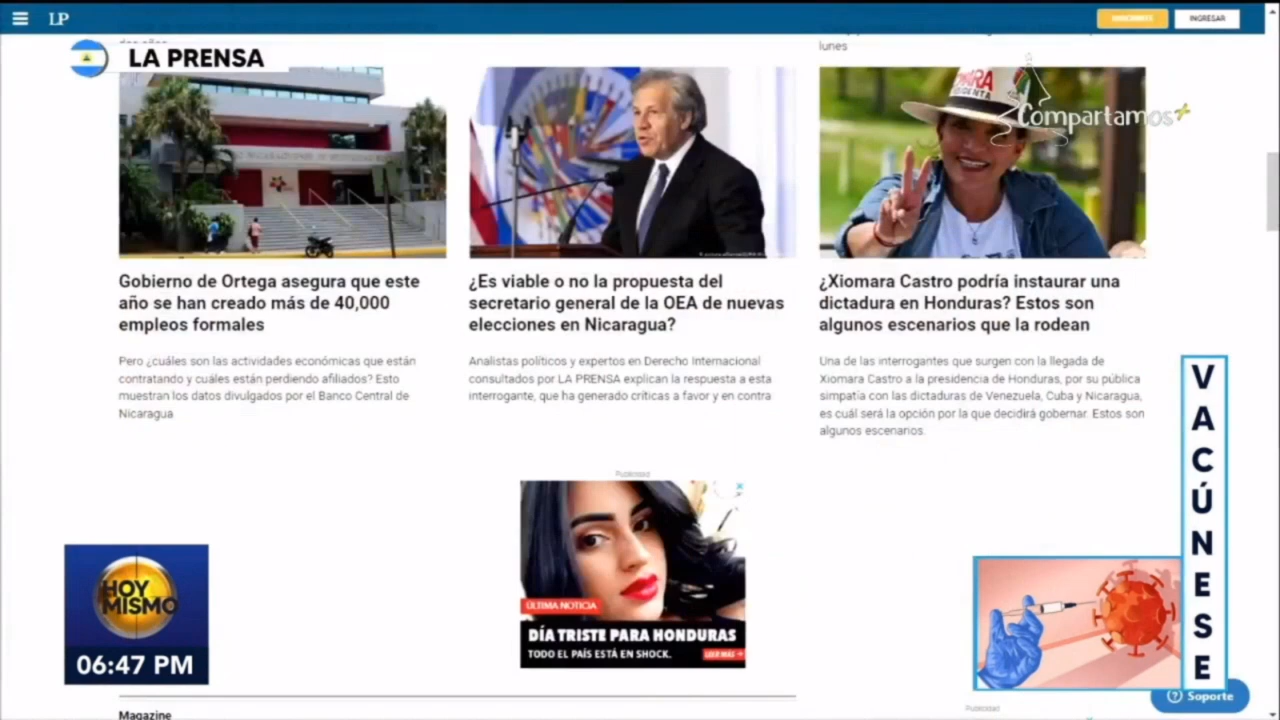 LP
INGRESAR
lunes
LA PRENSA
PARA
Compartamos
Gobierno de Ortega asegura que este
año se han creado más de 40,000
empleos formales
¿Es viable o no la propuesta del
secretario general de la OEA de nuevas
elecciones en Nicaragua?
¿Xiomara Castro podría instaurar una
dictadura en Honduras? Estos son
algunos escenarios que la rodean
Pero ¿cuáles son las actividades económicas que están
contratando y cuáles están perdiendo afiliados? Esto
muestran los datos divulgados por el Banco Central de
Nicaragua
Analistas políticos y expertos en Derecho Internacional
consultados por LA PRENSA explican la respuesta a esta
interrogante, que ha generado críticas a favor y en contra
Una de las interrogantes que surgen con la llegada de
Xiomara Castro a la presidencia de Honduras, por su pública
simpatía con las dictaduras de Venezuela, Cuba y Nicaragua,
es cuál será la opción por la que decidirá gobernar. Estos son
algunos escenarios.
Publicidad
ÚLTIMA NOTICIA
DÍA TRISTE PARA HONDURAS
TODO EL PAÍS ESTÁ EN SHOCK.
LEER MÁS
HOY
MISMO
06:47 PM
VACÚNESE
Soporte
Publicidad
Magazine